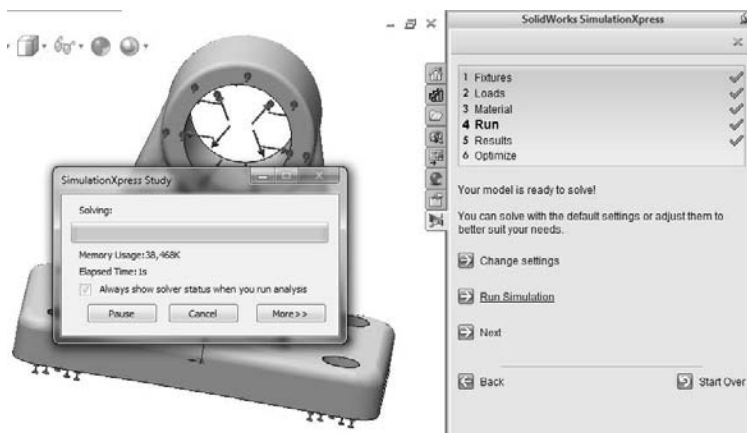 SolidWorks SimulationXpress
1 Fixtures
2 Loads
3 Material
4 Run
5 Results
6 Optimize
Your model is ready to solve!
You can solve with the default settings or adjust them to
better suit your needs.
Change settings
Run Simulation
Next
Back
Start Over
SimulationXpress Study
Solving:
Memory Usage:38,468K
Elapsed Time:1s
Always show solver status when you run analysis
Pause
Cancel
More>>